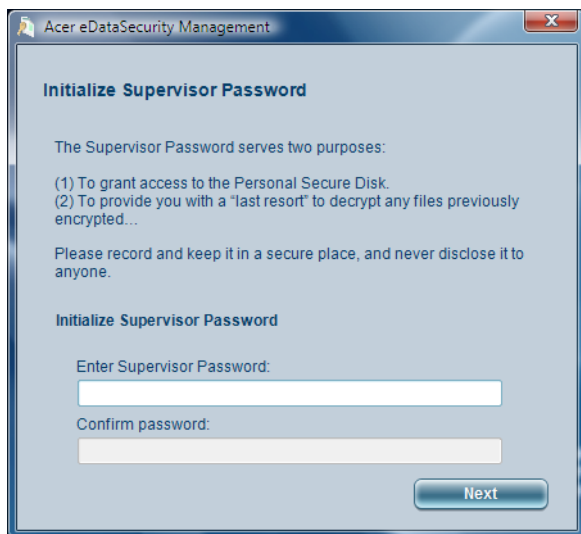 Acer eDataSecurity Management
Initialize Supervisor Password
The Supervisor Password serves two purposes:
(1) To grant access to the Personal Secure Disk.
(2) To provide you with a “last resort” to decrypt any files previously
encrypted...
Please record and keep it in a secure place, and never disclose it to
anyone.
Initialize Supervisor Password
Enter Supervisor Password:
Confirm password:
Next